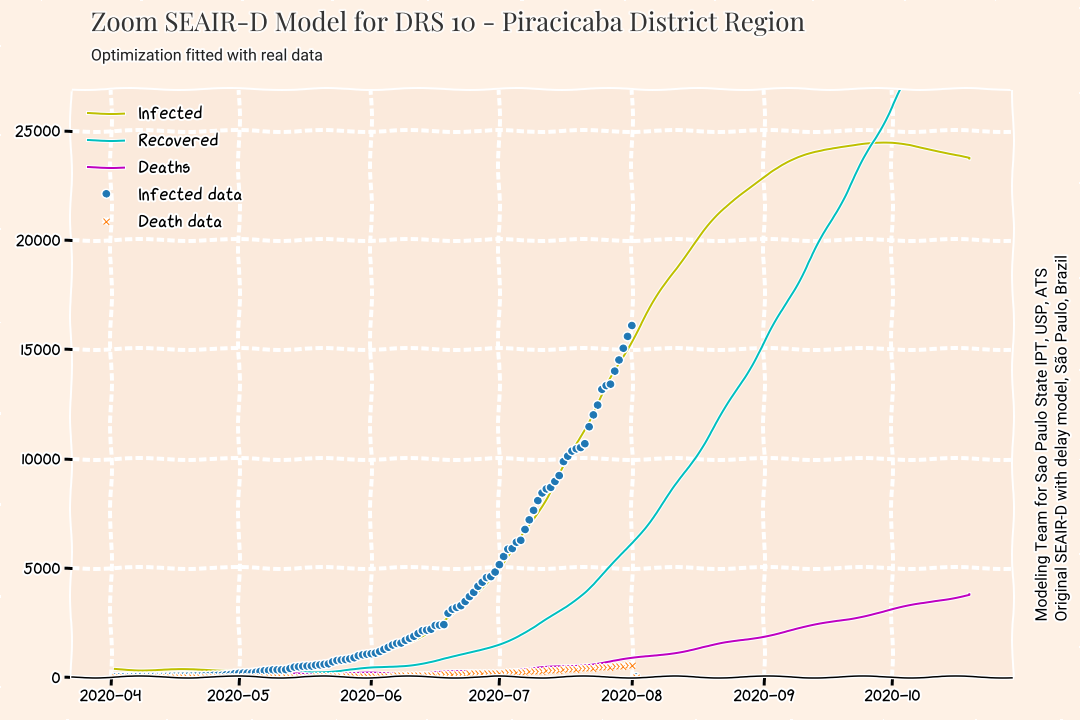 Zoom SEAIR-D Model for DRS 10 - Piracicaba District Region
Optimization fitted with real data
Infected
Recovered
Deaths
Infected data
Death data
25000
20000
15000
10000
5000
0
2020-04
2020-05
2020-06
2020-07
2020-08
2020-09
2020-10
Modeling Team for Sao Paulo State IPT, USP, ATS
Original SEAIR-D with delay model, São Paulo, Brazil